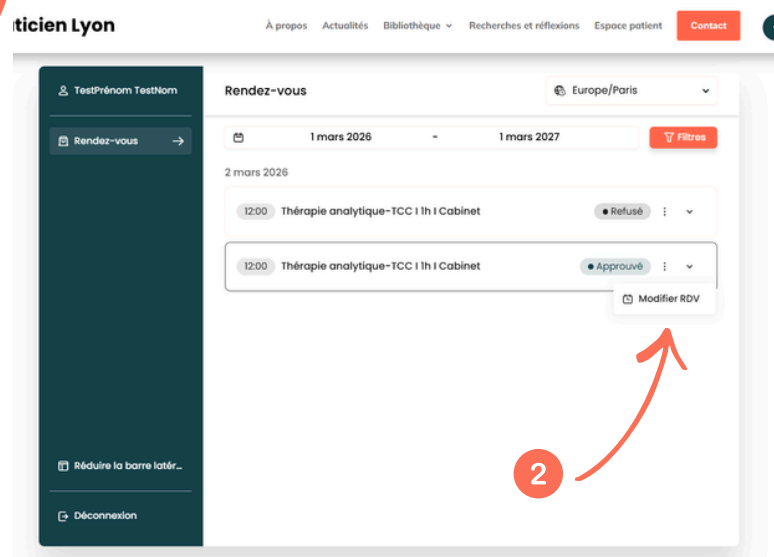 ticien Lyon
À propos Actualités Bibliothèque Recherches et réflexions Espace patient Contact
TestPrénom TestNom
Rendez-vous
Europe/Paris
Rendez-vous
1 mars 2026 - 1 mars 2027
Filtres
2 mars 2026
12:00 Thérapie analytique-TCC I 1h I Cabinet Refusé
12:00 Thérapie analytique-TCC I 1h I Cabinet Approuvé
Modifier RDV
2
Réduire la barre latér...
Déconnexion